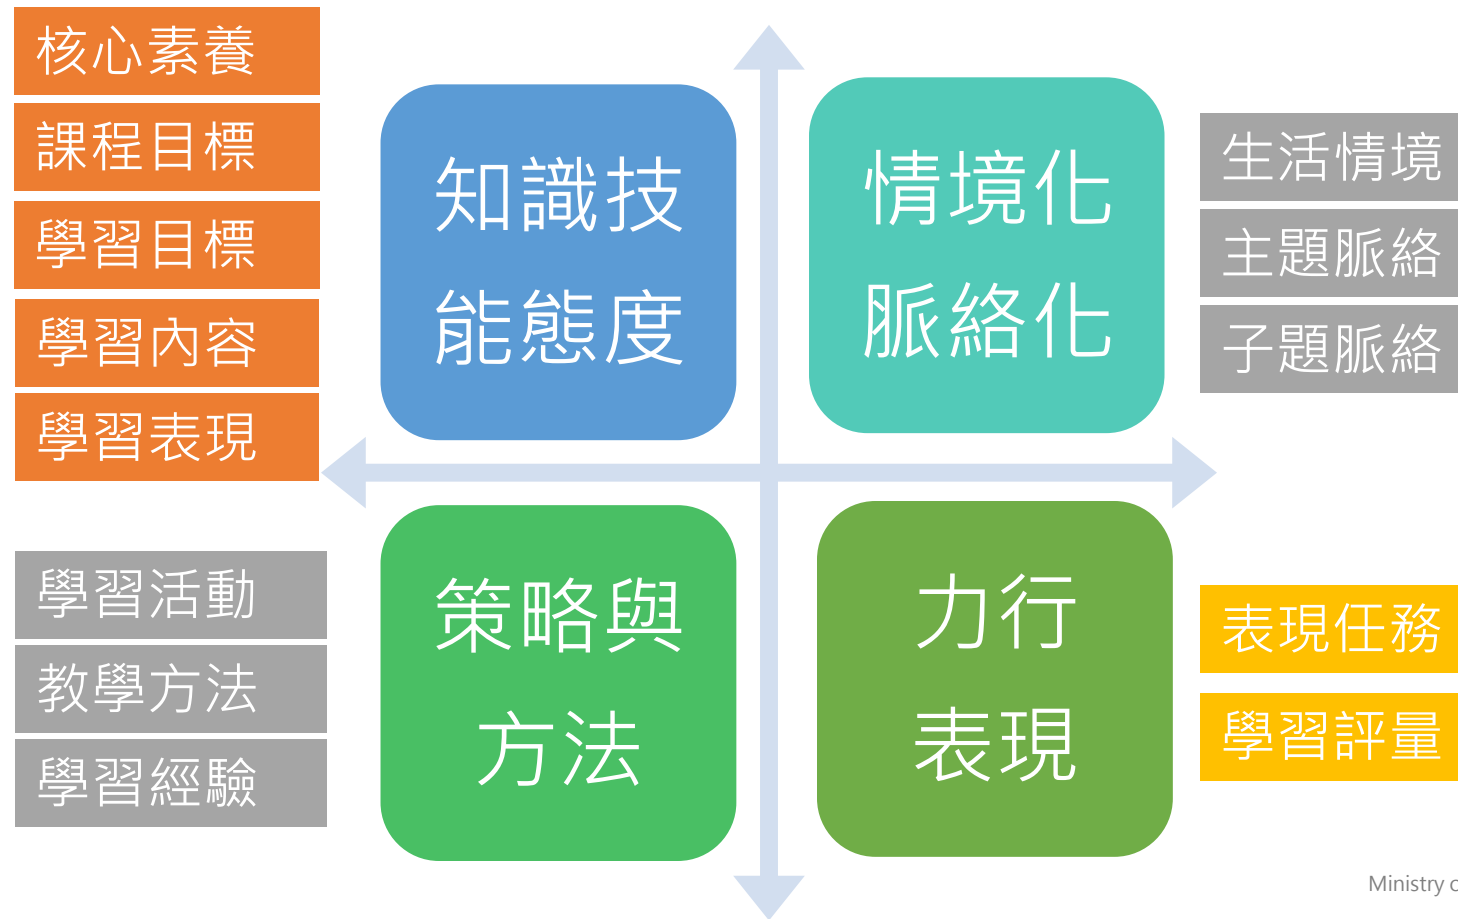 核心素養
課程目標
學習目標
學習內容
學習表現
知識技
能態度
情境化
脈絡化
生活情境
主題脈絡
子題脈絡
學習活動
教學方法
學習經驗
策略與
方法
力行
表現
表現任務
學習評量
Ministry